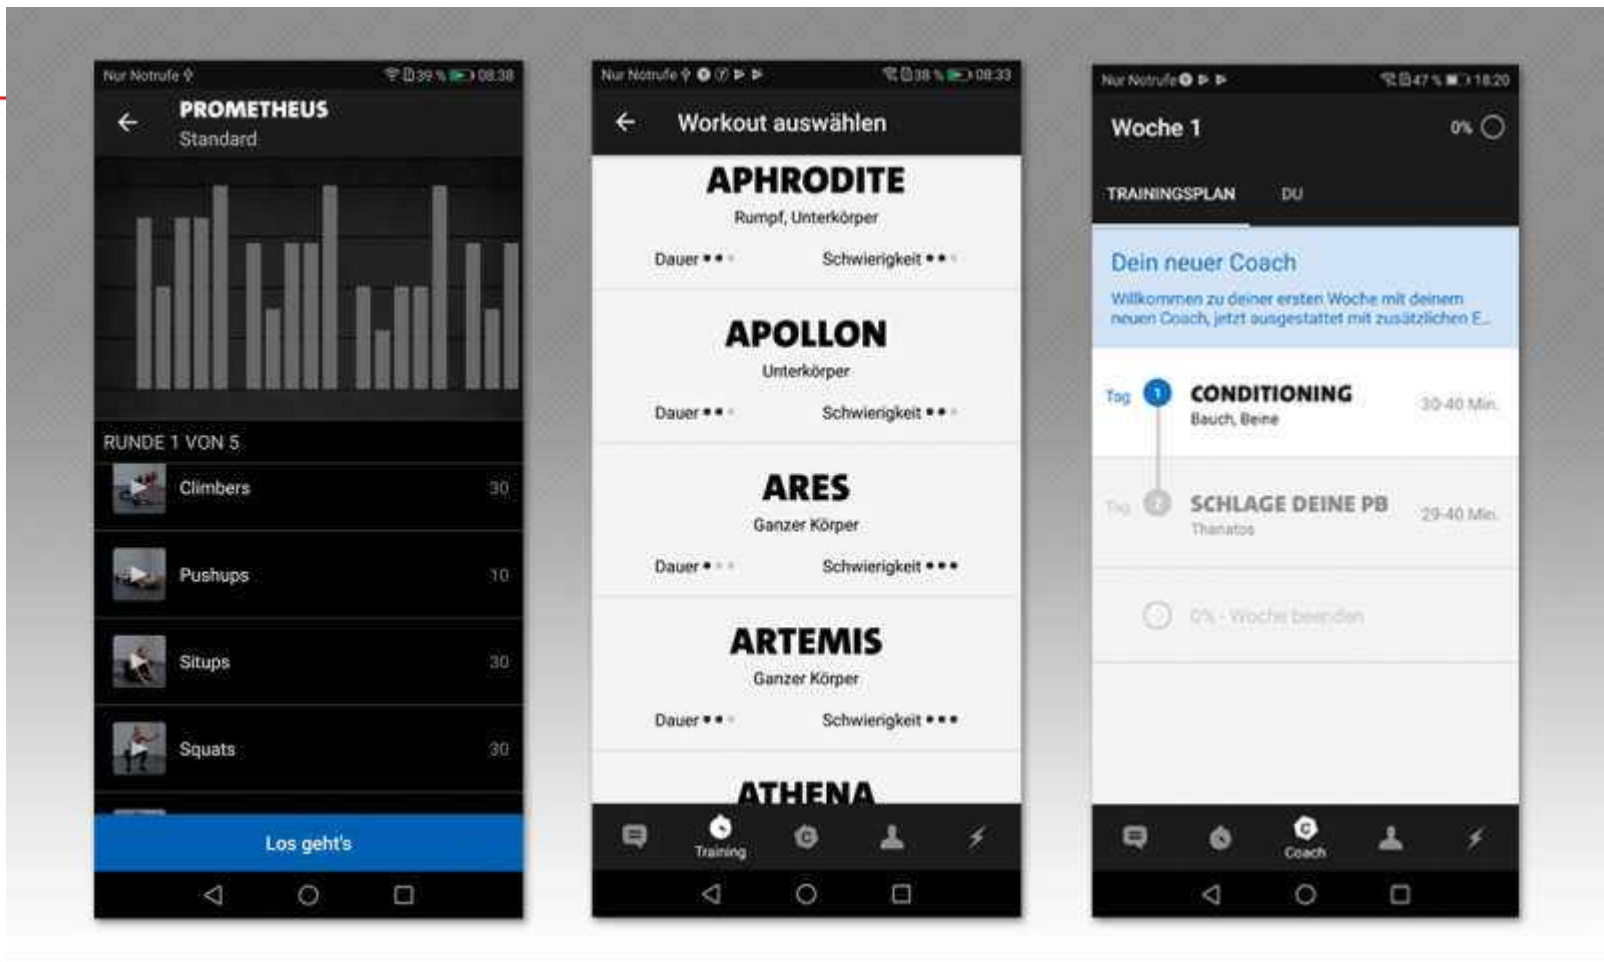 Nur Notrufe
39 % 08:38
PROMETHEUS
Standard
RUNDE 1 VON 5
Climbers 30
Pushups 10
Situps 30
Squats 30
Los geht's
Nur Notrufe
38 % 08:33
Workout auswählen
APHRODITE
Rumpf, Unterkörper
Dauer Schwierigkeit
APOLLON
Unterkörper
Dauer Schwierigkeit
ARES
Ganzer Körper
Dauer Schwierigkeit
ARTEMIS
Ganzer Körper
Dauer Schwierigkeit
ATHENA
Training
Nur Notrufe
47 % 18:20
Woche 1 0%
TRAININGSPLAN DU
Dein neuer Coach
Willkommen zu deiner ersten Woche mit deinem
neuen Coach, jetzt ausgestattet mit zusätzlichen E...
Tag 1 CONDITIONING 30-40 Min.
Bauch, Beine
Tag 2 SCHLAGE DEINE PB 29-40 Min.
Thanatos
0% - Woche beenden
Coach